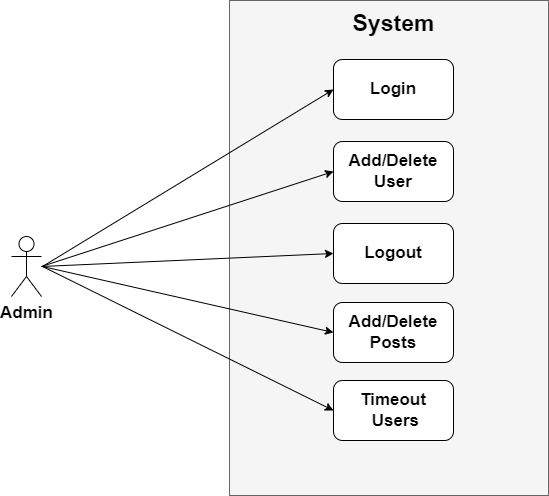 System
Login
Add/Delete
User
Logout
Admin
Add/Delete
Posts
Timeout
Users